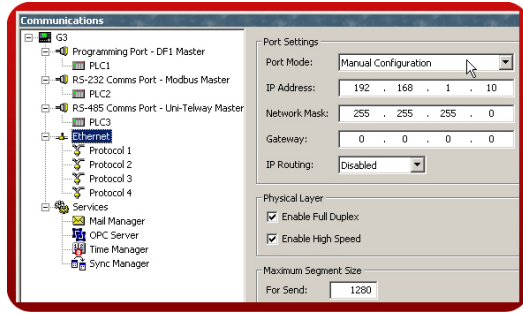 Communications
G3
Programming Port - DF1 Master
PLC1
RS-232 Comms Port - Modbus Master
PLC2
RS-485 Comms Port - Uni-Telway Master
PLC3
Ethernet
Protocol 1
Protocol 2
Protocol 3
Protocol 4
Services
Mail Manager
OPC Server
Time Manager
Sync Manager
Port Settings
Port Mode: Manual Configuration
IP Address: 192 . 168 . 1 . 10
Network Mask: 255 . 255 . 255 . 0
Gateway: 0 . 0 . 0 . 0
IP Routing: Disabled
Physical Layer
Enable Full Duplex
Enable High Speed
Maximum Segment Size
For Send: 1280